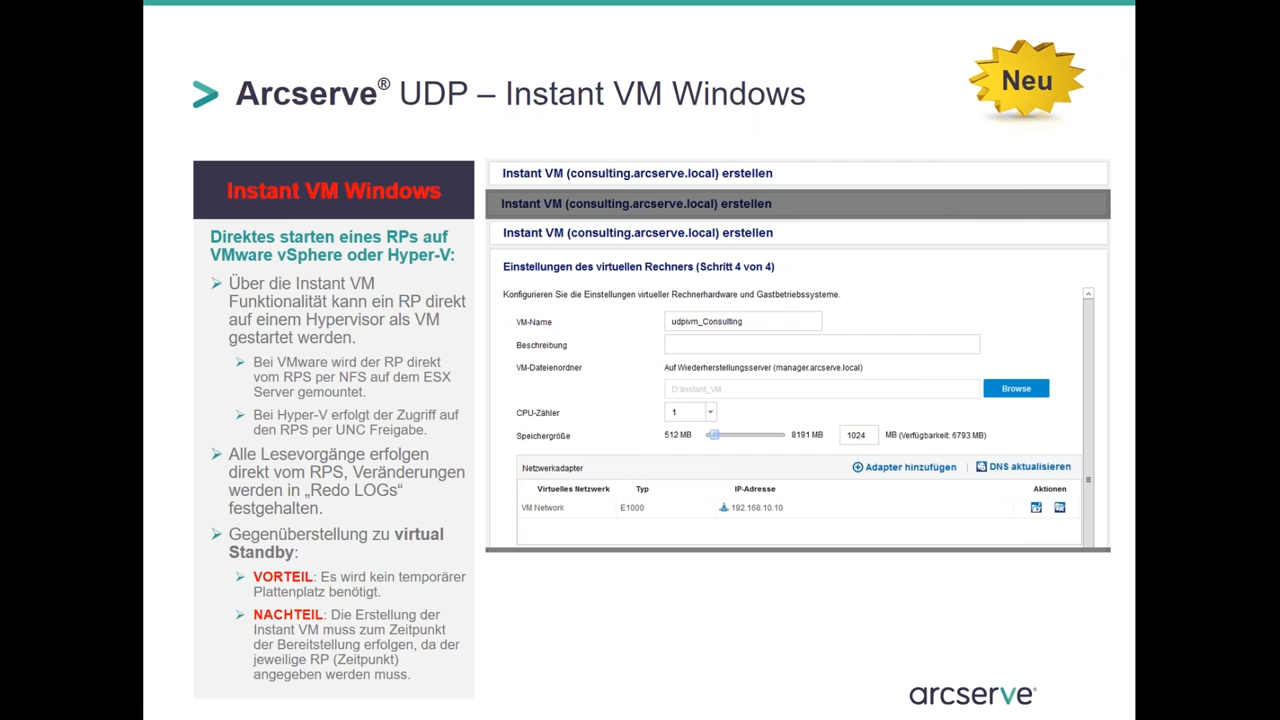 Arcserve® UDP – Instant VM Windows
Neu
Instant VM Windows
Direktes starten eines RPs auf
VMware vSphere oder Hyper-V:
Über die Instant VM
Funktionalität kann ein RP direkt
auf einem Hypervisor als VM
gestartet werden.
Bei VMware wird der RP direkt
vom RPS per NFS auf dem ESX
Server gemountet.
Bei Hyper-V erfolgt der Zugriff auf
den RPS per UNC Freigabe.
Alle Lesevorgänge erfolgen
direkt vom RPS, Veränderungen
werden in „Redo LOGs“
festgehalten.
Gegenüberstellung zu virtual
Standby:
VORTEIL: Es wird kein temporärer
Plattenplatz benötigt.
NACHTEIL: Die Erstellung der
Instant VM muss zum Zeitpunkt
der Bereitstellung erfolgen, da der
jeweilige RP (Zeitpunkt)
angegeben werden muss.
Instant VM (consulting.arcserve.local) erstellen
Instant VM (consulting.arcserve.local) erstellen
Instant VM (consulting.arcserve.local) erstellen
Einstellungen des virtuellen Rechners (Schritt 4 von 4)
Konfigurieren Sie die Einstellungen virtueller Rechnerhardware und Gastbetriebssysteme.
VM-Name udpivm_Consulting
Beschreibung
VM-Dateienordner Auf Wiederherstellungsserver (manager.arcserve.local)
D:\Instant_VM Browse
CPU-Zähler 1
Speichergröße 512 MB 8191 MB 1024 MB (Verfügbarkeit: 6793 MB)
Netzwerkadapter Adapter hinzufügen | DNS aktualisieren
Virtuelles Netzwerk Typ IP-Adresse Aktionen
VM Network E1000 192.168.10.10
arcserve®